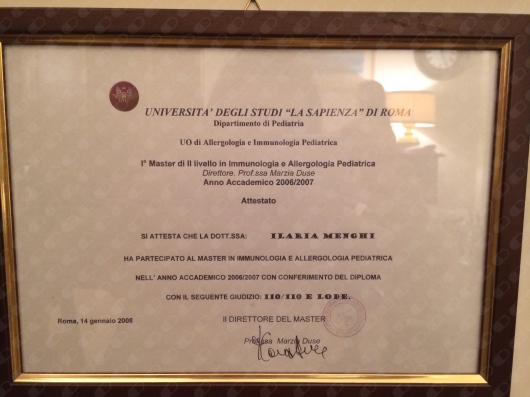 UNIVERSITA' DEGLI STUDI "LA SAPIENZA" DI ROMA
Dipartimento di Pediatria
UO di Allergologia e Immunologia Pediatrica
I° Master di II livello in Immunologia e Allergologia Pediatrica
Direttore. Prof.ssa Marzia Duse
Anno Accademico 2006/2007
Attestato
SI ATTESTA CHE LA DOTT.SSA: ILARIA MENGHI
HA PARTECIPATO AL MASTER IN IMMUNOLOGIA E ALLERGOLOGIA PEDIATRICA
NELL' ANNO ACCADEMICO 2006/2007 CON CONFERIMENTO DEL DIPLOMA
CON IL SEGUENTE GIUDIZIO: 110/110 E LODE.
Roma, 14 gennaio 2008 Il DIRETTORE DEL MASTER
Prof.ssa Marzia Duse